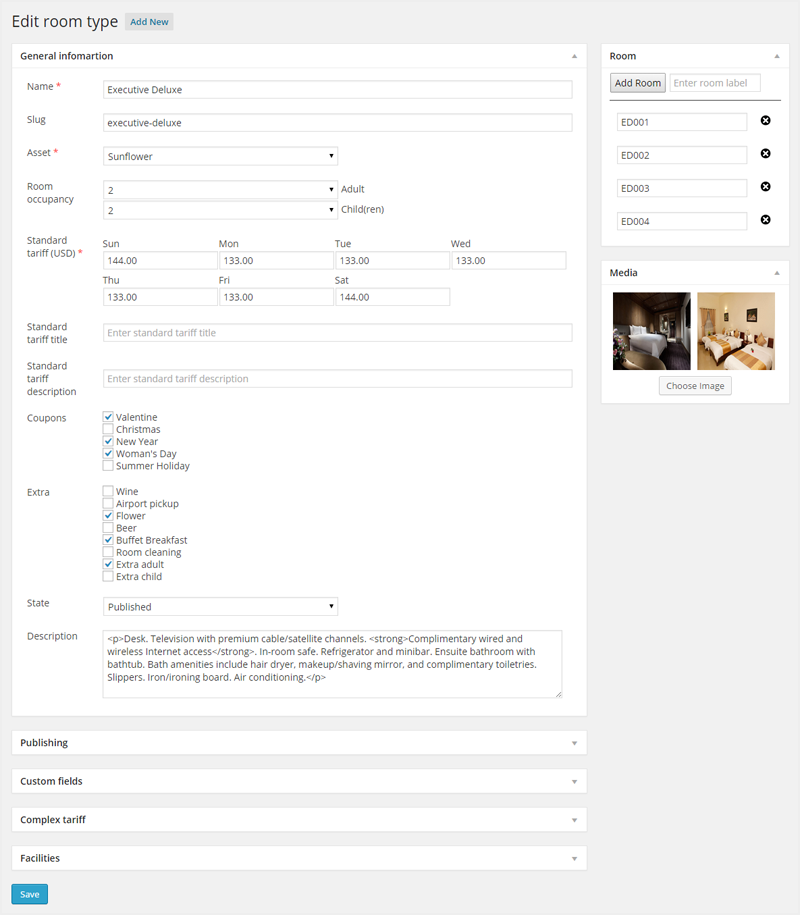 Edit room type Add New
General infomartion
Name *
Executive Deluxe
Slug
executive-deluxe
Asset *
Sunflower
Room
occupancy
2
Adult
2
Child(ren)
Standard
tariff (USD) *
Sun Mon Tue Wed
144.00 133.00 133.00 133.00
Thu Fri Sat
133.00 133.00 144.00
Standard
tariff title
Enter standard tariff title
Standard
tariff
description
Enter standard tariff description
Coupons
Valentine
Christmas
New Year
Woman's Day
Summer Holiday
Extra
Wine
Airport pickup
Flower
Beer
Buffet Breakfast
Room cleaning
Extra adult
Extra child
State
Published
Description
<p>Desk. Television with premium cable/satellite channels. <strong>Complimentary wired and
wireless Internet access</strong>. In-room safe. Refrigerator and minibar. Ensuite bathroom with
bathtub. Bath amenities include hair dryer, makeup/shaving mirror, and complimentary toiletries.
Slippers. Iron/ironing board. Air conditioning.</p>
Publishing
Custom fields
Complex tariff
Facilities
Save
Room
Add Room Enter room label
ED001
ED002
ED003
ED004
Media
Choose Image